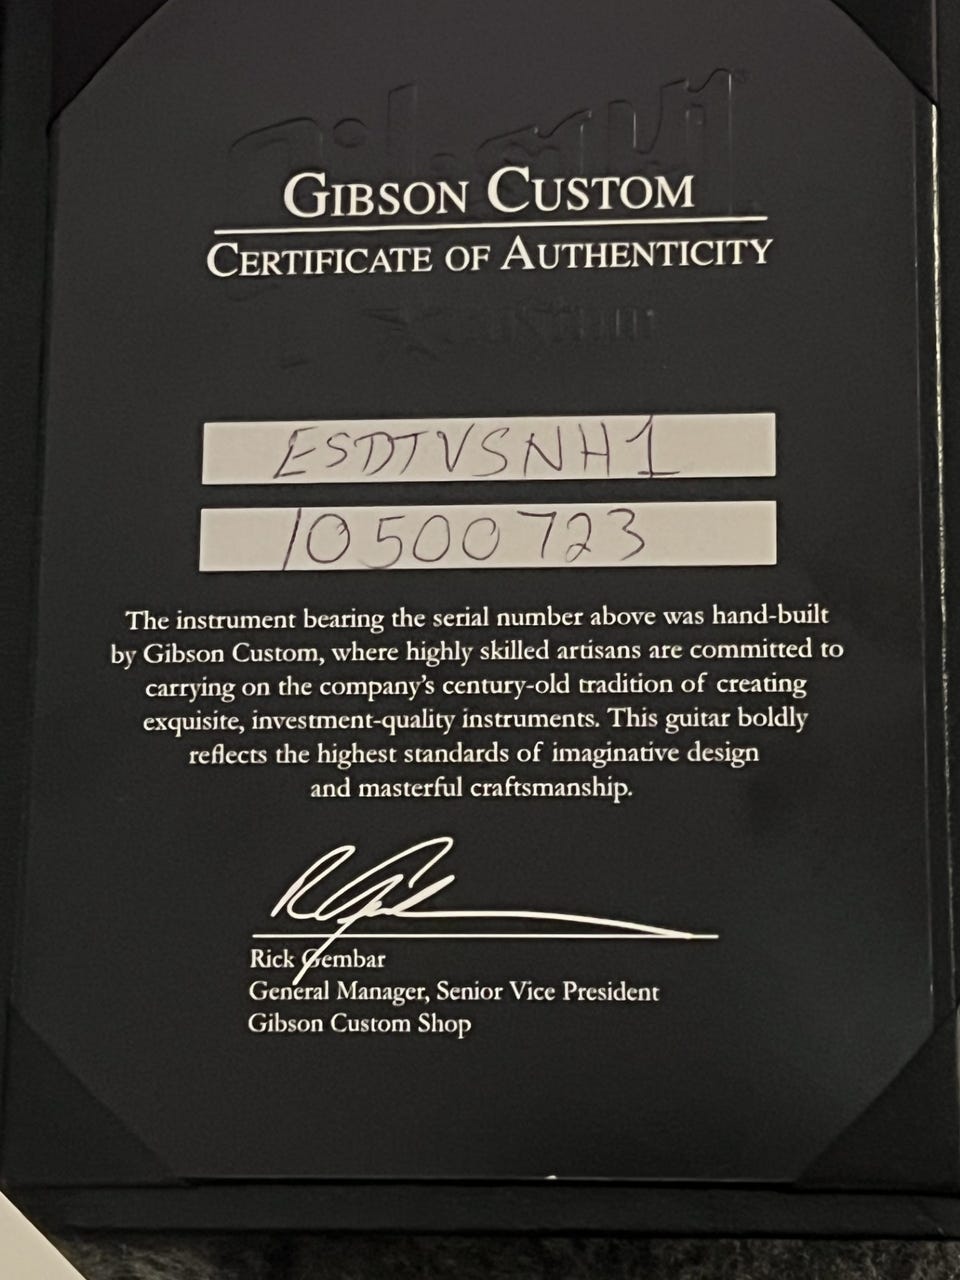 GIBSON CUSTOM
CERTIFICATE OF AUTHENTICITY
Custom
ESDTVSNH1
10500723
The instrument bearing the serial number above was hand-built
by Gibson Custom, where highly skilled artisans are committed to
carrying on the company's century-old tradition of creating
exquisite, investment-quality instruments. This guitar boldly
reflects the highest standards of imaginative design
and masterful craftsmanship.
Rick Gembar
General Manager, Senior Vice President
Gibson Custom Shop